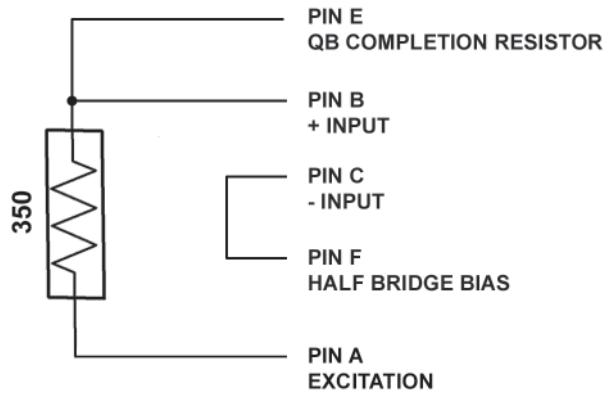 PIN E
QB COMPLETION RESISTOR
PIN B
+ INPUT
350
PIN C
- INPUT
PIN F
HALF BRIDGE BIAS
PIN A
EXCITATION